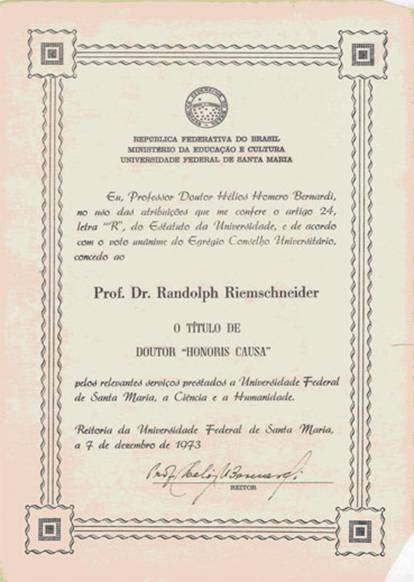 REPÚBLICA FEDERATIVA DO BRASIL
MINISTÉRIO DA EDUCAÇÃO E CULTURA
UNIVERSIDADE FEDERAL DE SANTA MARIA
Eu, Professor Doutor Hélios Homero Bernardi,
no uso das atribuições que me confere o artigo 24,
letra "R", do Estatuto da Universidade, e de acordo
com o voto unânime do Egrégio Conselho Universitário,
concedo ao
Prof. Dr. Randolph Riemschneider
O TÍTULO DE
DOUTOR "HONORIS CAUSA"
pelos relevantes serviços prestados a Universidade Federal
de Santa Maria, a Ciência e a Humanidade.
Reitoria da Universidade Federal de Santa Maria,
a 7 de dezembro de 1973
REITOR